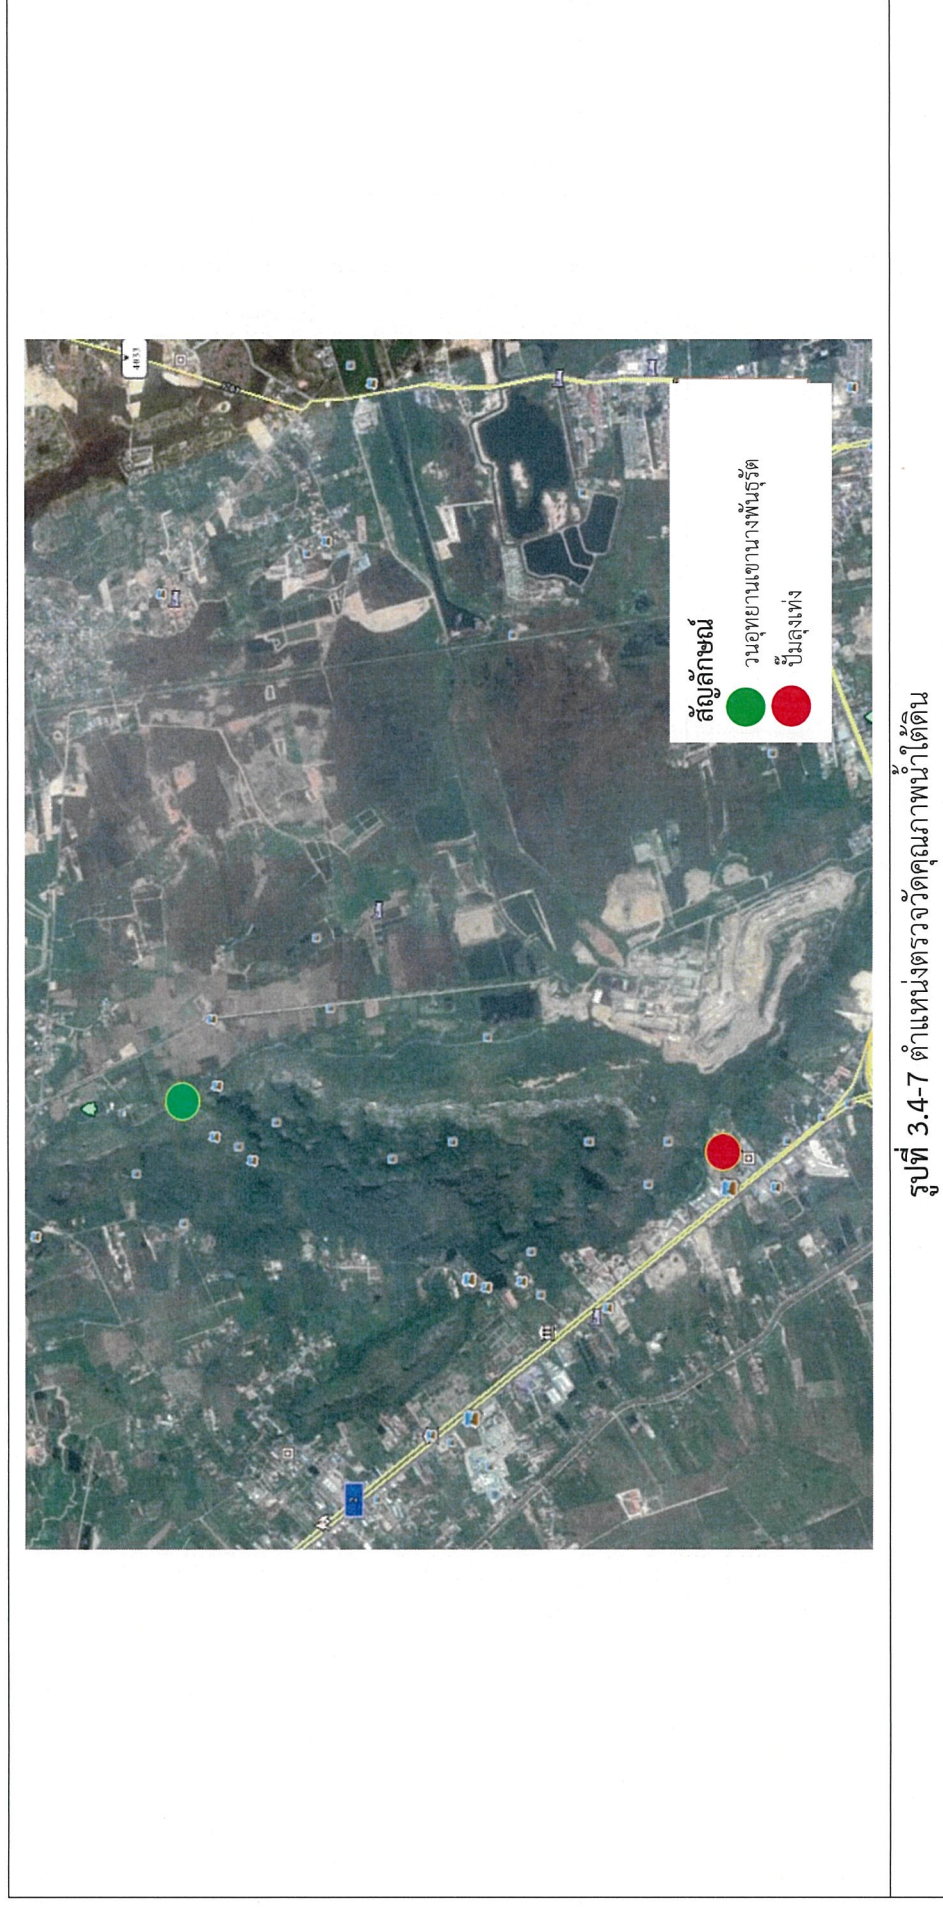 4033
สัญลักษณ์
วนอุทยานเขานางพันธุรัต
ปั๊มลุงเท่ง
รูปที่ 3.4-7 ตำแหน่งตรวจวัดคุณภาพน้ำใต้ดิน